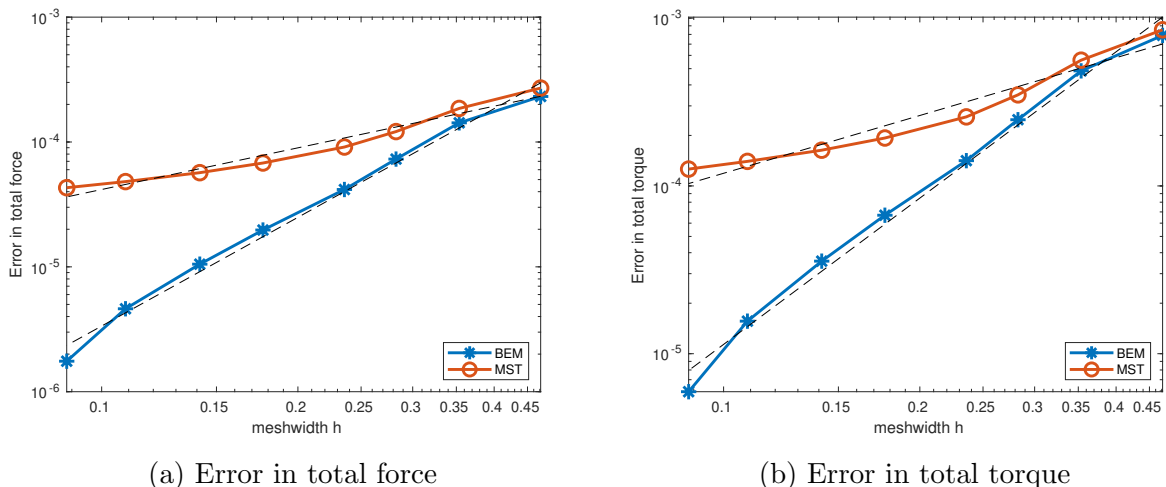 10^-3
10^-4
10^-5
10^-6
Error in total force
0.1 0.15 0.2 0.25 0.3 0.35 0.4 0.45
meshwidth h
BEM
MST
(a) Error in total force
10^-3
10^-4
10^-5
Error in total torque
0.1 0.15 0.2 0.25 0.3 0.35 0.4 0.45
meshwidth h
BEM
MST
(b) Error in total torque